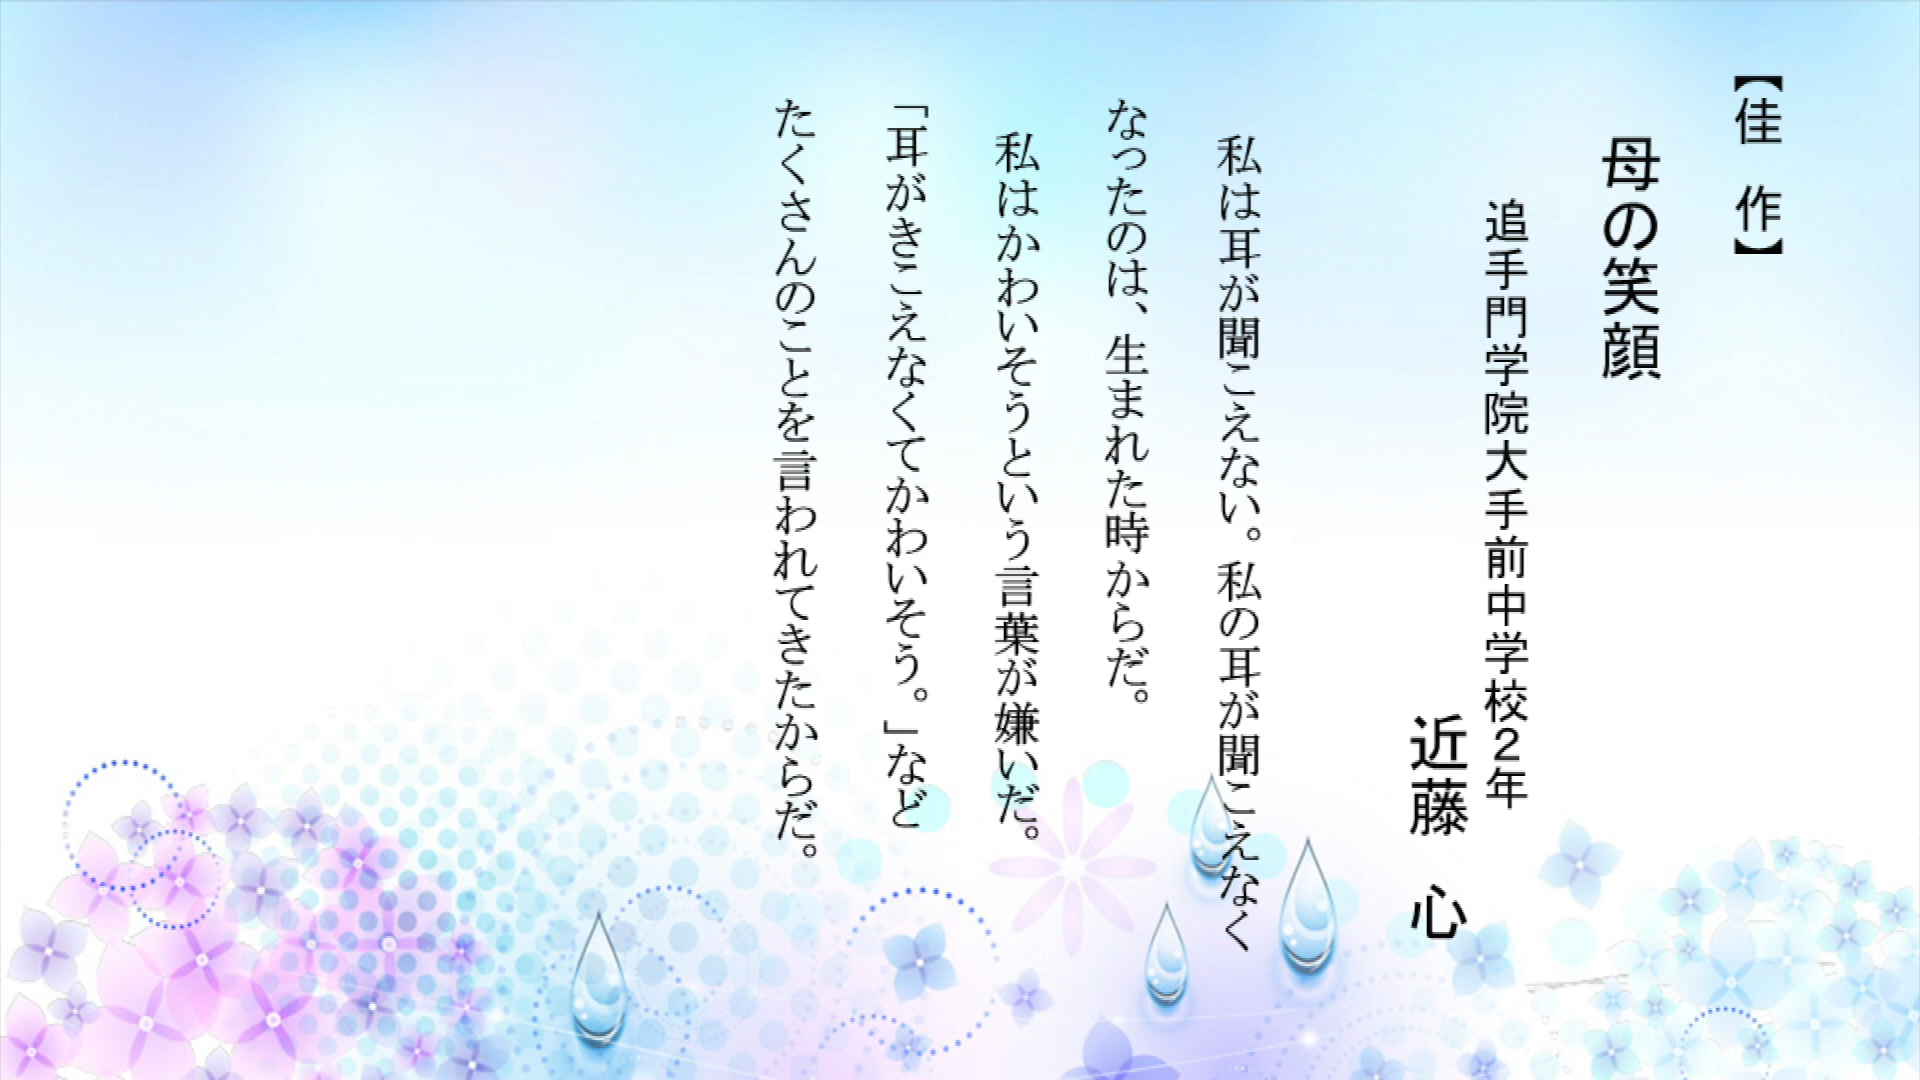 【佳　作】
母の笑顔
追手門学院大手前中学校２年
近藤　心
私は耳が聞こえない。私の耳が聞こえなく
なったのは、生まれた時からだ。
私はかわいそうという言葉が嫌いだ。
「耳がきこえなくてかわいそう。」など
たくさんのことを言われてきたからだ。